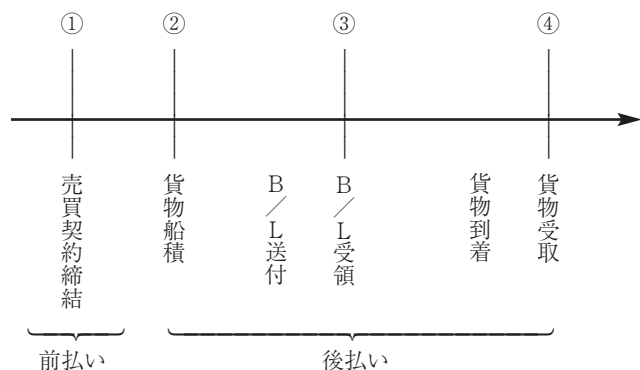 ①
②
③
④
売買契約締結
貨物船積
B/L送付
B/L受領
貨物到着
貨物受取
前払い
後払い